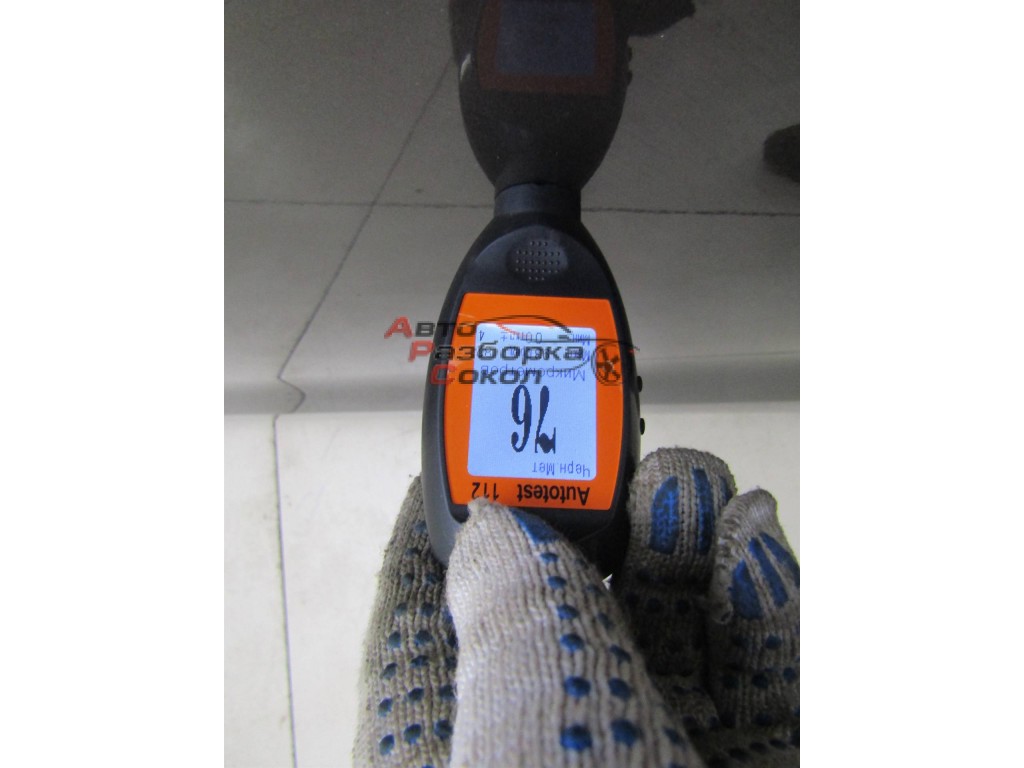 Авто
Разборка
Сокол
Autotest 112
Черн Мет
76
Микрометров